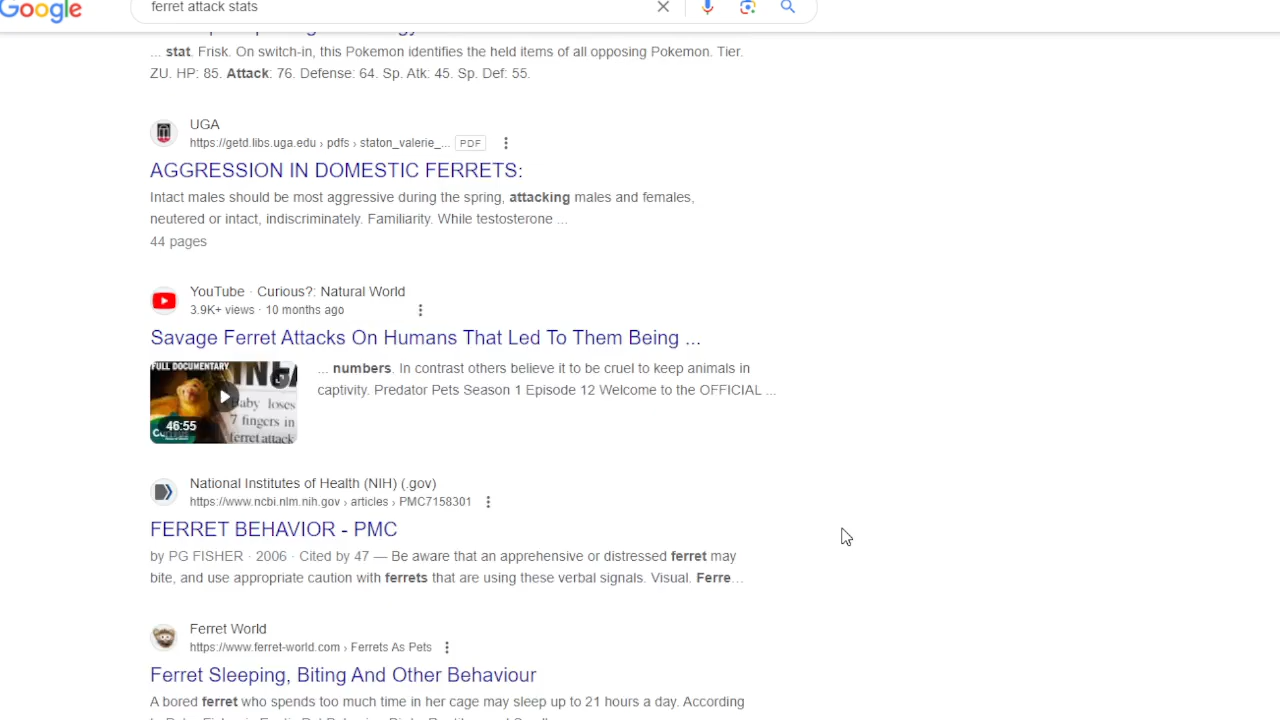 Google
ferret attack stats
... stat. Frisk. On switch-in, this Pokemon identifies the held items of all opposing Pokemon. Tier.
ZU. HP: 85. Attack: 76. Defense: 64. Sp. Atk: 45. Sp. Def: 55.
UGA
https://getd.libs.uga.edu › pdfs › staton_valerie_... PDF
AGGRESSION IN DOMESTIC FERRETS:
Intact males should be most aggressive during the spring, attacking males and females,
neutered or intact, indiscriminately. Familiarity. While testosterone ...
44 pages
YouTube · Curious?: Natural World
3.9K+ views · 10 months ago
Savage Ferret Attacks On Humans That Led To Them Being ...
FULL DOCUMENTARY
Baby loses
7 fingers in
ferret attack
46:55
... numbers. In contrast others believe it to be cruel to keep animals in
captivity. Predator Pets Season 1 Episode 12 Welcome to the OFFICIAL ...
National Institutes of Health (NIH) (.gov)
https://www.ncbi.nlm.nih.gov › articles › PMC7158301
FERRET BEHAVIOR - PMC
by PG FISHER · 2006 · Cited by 47 — Be aware that an apprehensive or distressed ferret may
bite, and use appropriate caution with ferrets that are using these verbal signals. Visual. Ferre...
Ferret World
https://www.ferret-world.com › Ferrets As Pets
Ferret Sleeping, Biting And Other Behaviour
A bored ferret who spends too much time in her cage may sleep up to 21 hours a day. According